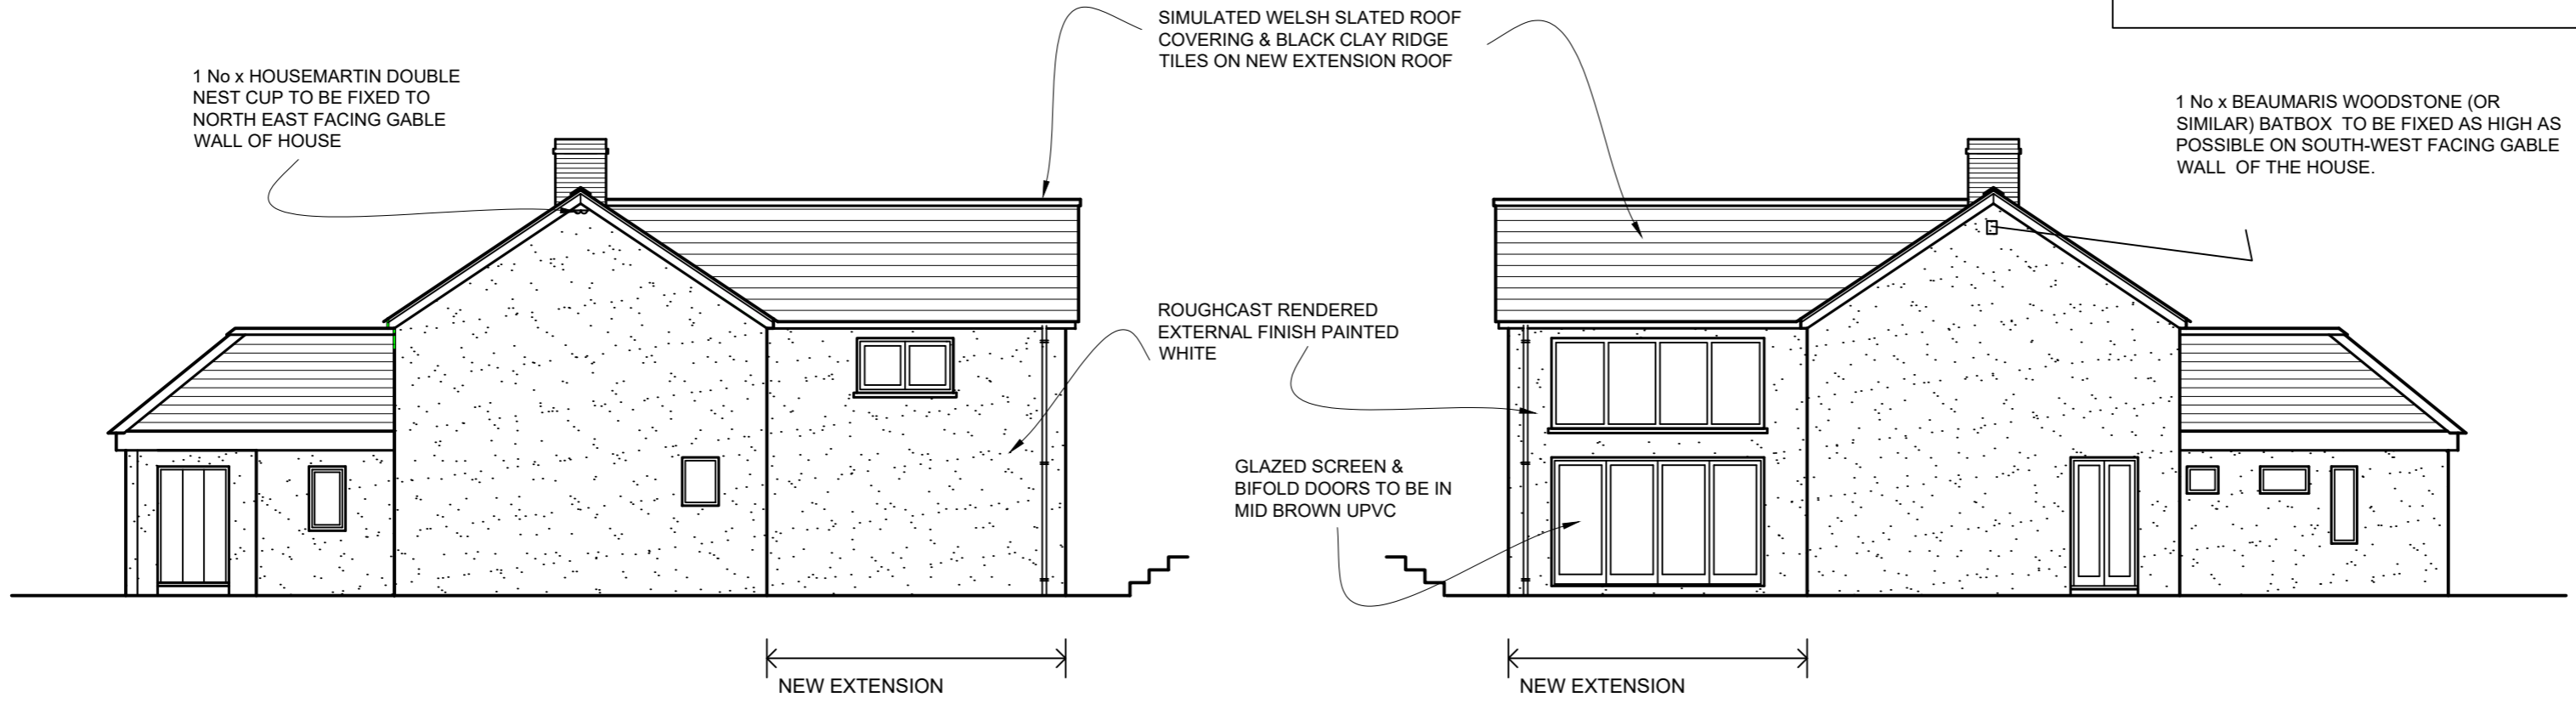 SIMULATED WELSH SLATED ROOF
COVERING & BLACK CLAY RIDGE
TILES ON NEW EXTENSION ROOF
1 No x HOUSEMARTIN DOUBLE
NEST CUP TO BE FIXED TO
NORTH EAST FACING GABLE
WALL OF HOUSE
1 No x BEAUMARIS WOODSTONE (OR
SIMILAR) BATBOX TO BE FIXED AS HIGH AS
POSSIBLE ON SOUTH-WEST FACING GABLE
WALL OF THE HOUSE.
ROUGHCAST RENDERED
EXTERNAL FINISH PAINTED
WHITE
GLAZED SCREEN &
BIFOLD DOORS TO BE IN
MID BROWN UPVC
NEW EXTENSION
NEW EXTENSION